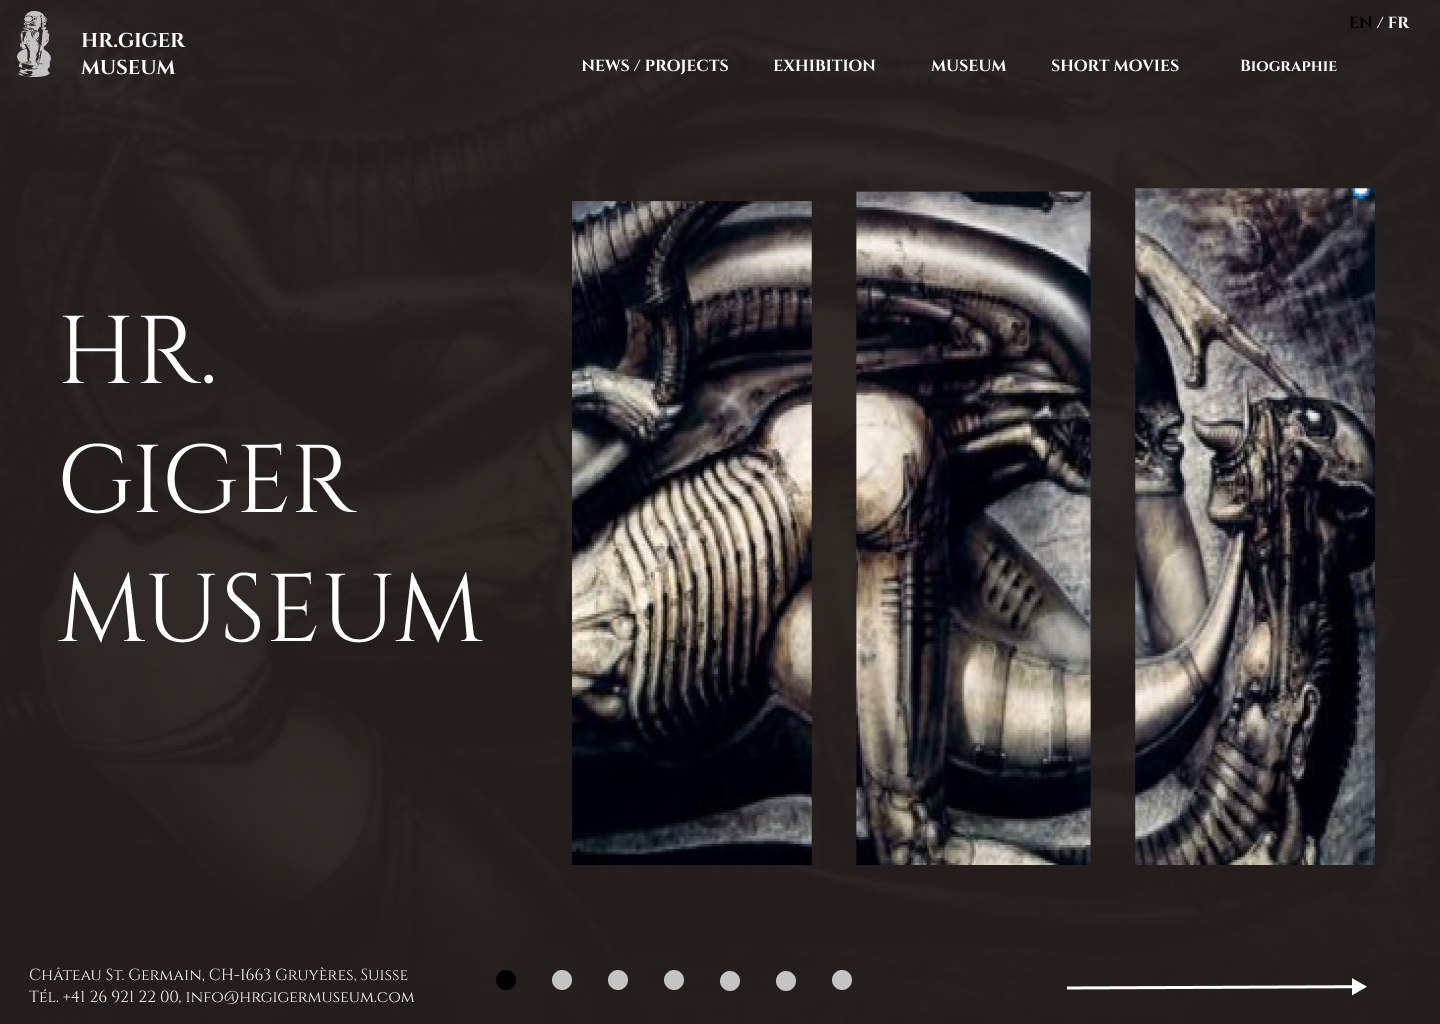 HR.GIGER
MUSEUM
EN / FR
NEWS / PROJECTS EXHIBITION MUSEUM SHORT MOVIES Biographie
HR.
GIGER
MUSEUM
Château St. Germain, CH-1663 Gruyères, Suisse
Tél. +41 26 921 22 00, info@hrgigermuseum.com